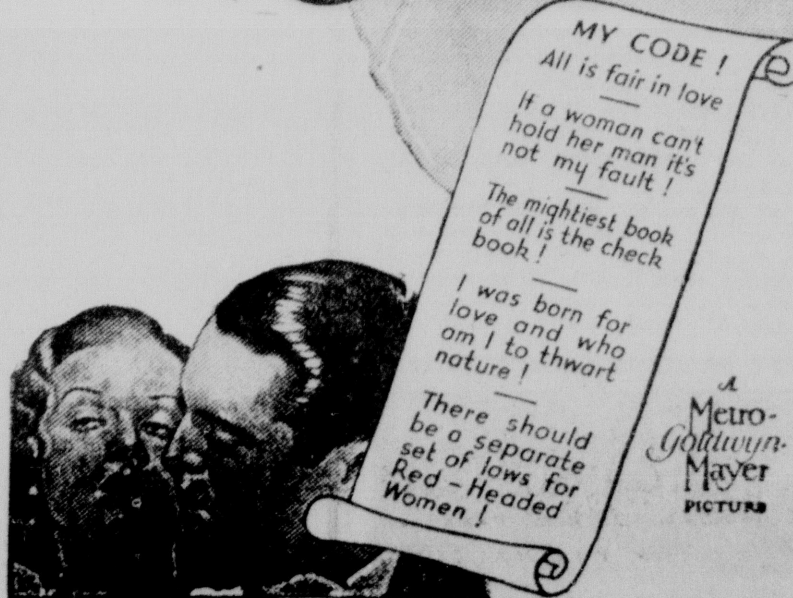 MY CODE !
All is fair in love
If a woman can't
hold her man it's
not my fault !
The mightiest book
of all is the check
book !
I was born for
love and who
am I to thwart
nature !
There should
be a separate
set of laws for
Red - Headed
Women !
A
Metro-
Goldwyn-
Mayer
PICTURE